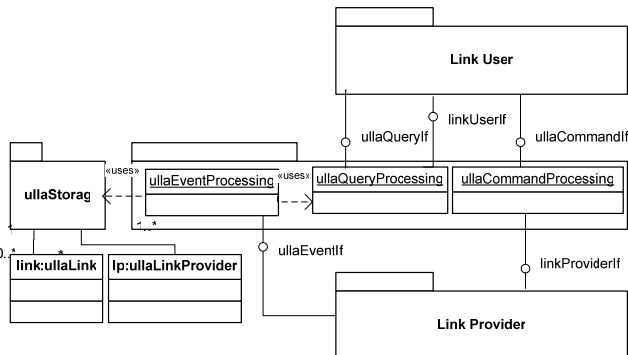 Link User
ullaQueryIf
linkUserIf
ullaCommandIf
«uses»
«uses»
ullaStorag
ullaEventProcessing
ullaQueryProcessing
ullaCommandProcessing
1..*
0..*
*
ullaEventIf
linkProviderIf
link:ullaLink
lp:ullaLinkProvider
Link Provider